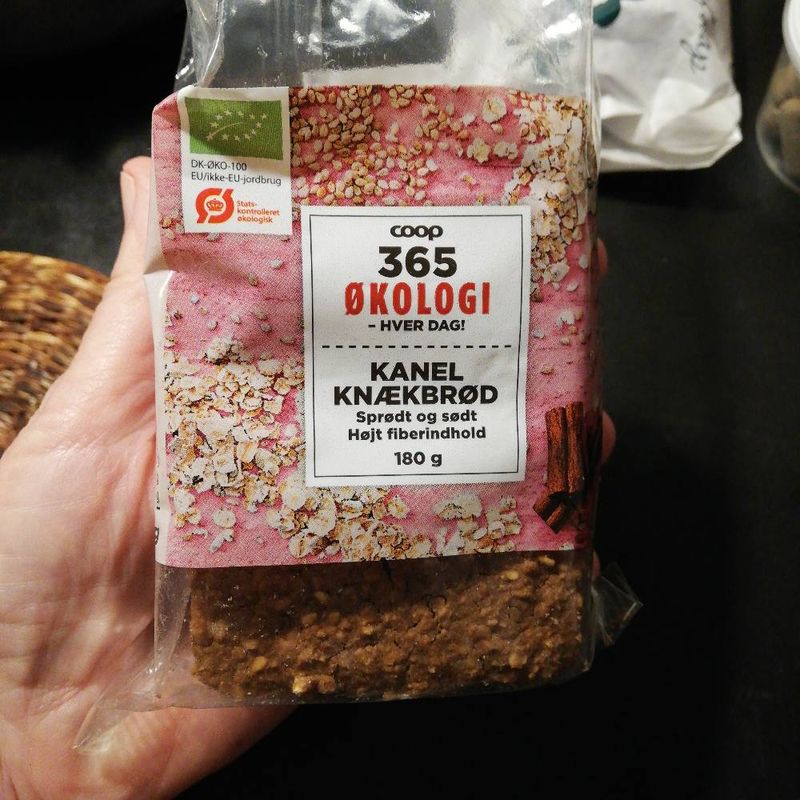 DK-ØKO-100
EU/ikke-EU-jordbrug
Ø
Stats-
kontrolleret
økologisk
coop
365
ØKOLOGI
– HVER DAG!
KANEL
KNÆKBRØD
Sprødt og sødt
Højt fiberindhold
180 g